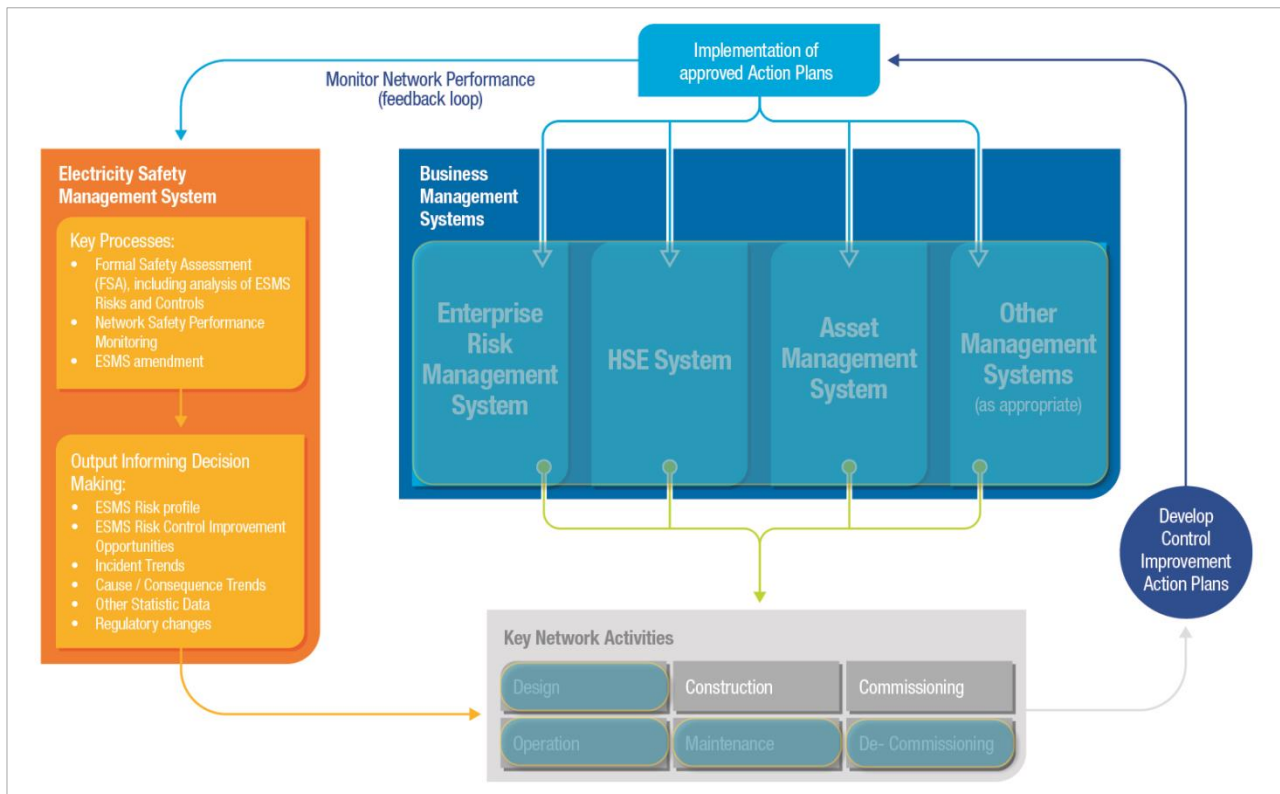 Implementation of
approved Action Plans
Monitor Network Performance
(feedback loop)
Electricity Safety
Management System
Key Processes:
• Formal Safety Assessment
(FSA), including analysis of ESMS
Risks and Controls
• Network Safety Performance
Monitoring
• ESMS amendment
Output Informing Decision
Making:
• ESMS Risk profile
• ESMS Risk Control Improvement
Opportunities
• Incident Trends
• Cause / Consequence Trends
• Other Statistic Data
• Regulatory changes
Business
Management
Systems
Enterprise
Risk
Management
System
HSE System
Asset
Management
System
Other
Management
Systems
(as appropriate)
Develop
Control
Improvement
Action Plans
Key Network Activities
Design
Construction
Commissioning
Operation
Maintenance
De- Commissioning